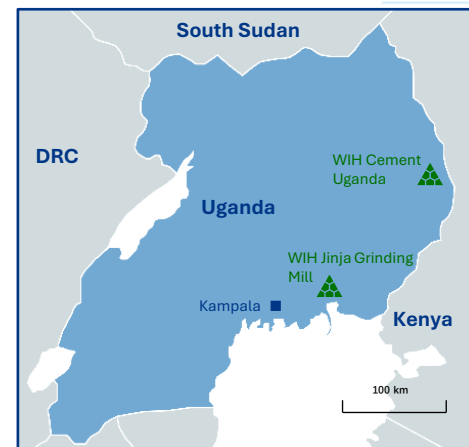 South Sudan
DRC
WIH Cement
Uganda
Uganda
WIH Jinja Grinding
Mill
Kampala
Kenya
100 km